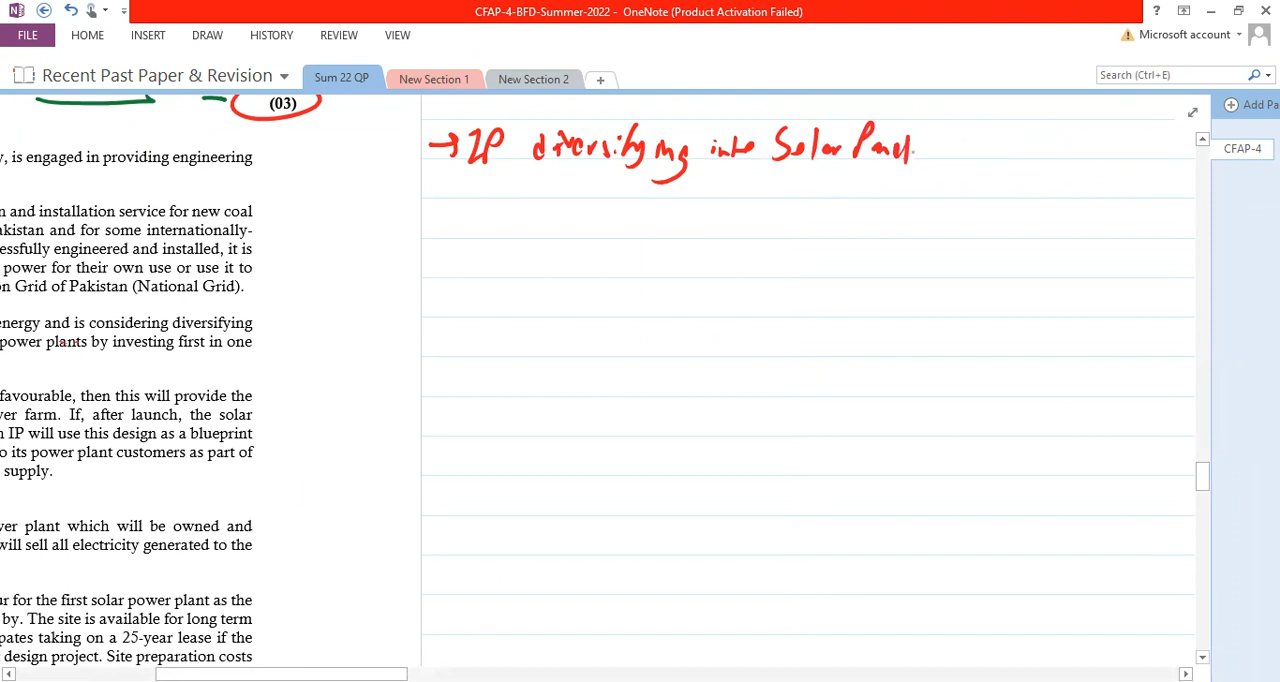 CFAP-4-BFD-Summer-2022 - OneNote (Product Activation Failed)
FILE HOME INSERT DRAW HISTORY REVIEW VIEW
Microsoft account
Recent Past Paper & Revision Sum 22 QP New Section 1 New Section 2 +
Search (Ctrl+E)
Add Pa
CFAP-4
(03)
→ IP diversifying into Solar Panel
y, is engaged in providing engineering
n and installation service for new coal
akistan and for some internationally-
essfully engineered and installed, it is
power for their own use or use it to
on Grid of Pakistan (National Grid).
energy and is considering diversifying
power plants by investing first in one
favourable, then this will provide the
ver farm. If, after launch, the solar
n IP will use this design as a blueprint
o its power plant customers as part of
supply.
wer plant which will be owned and
will sell all electricity generated to the
ur for the first solar power plant as the
by. The site is available for long term
pates taking on a 25-year lease if the
t design project. Site preparation costs